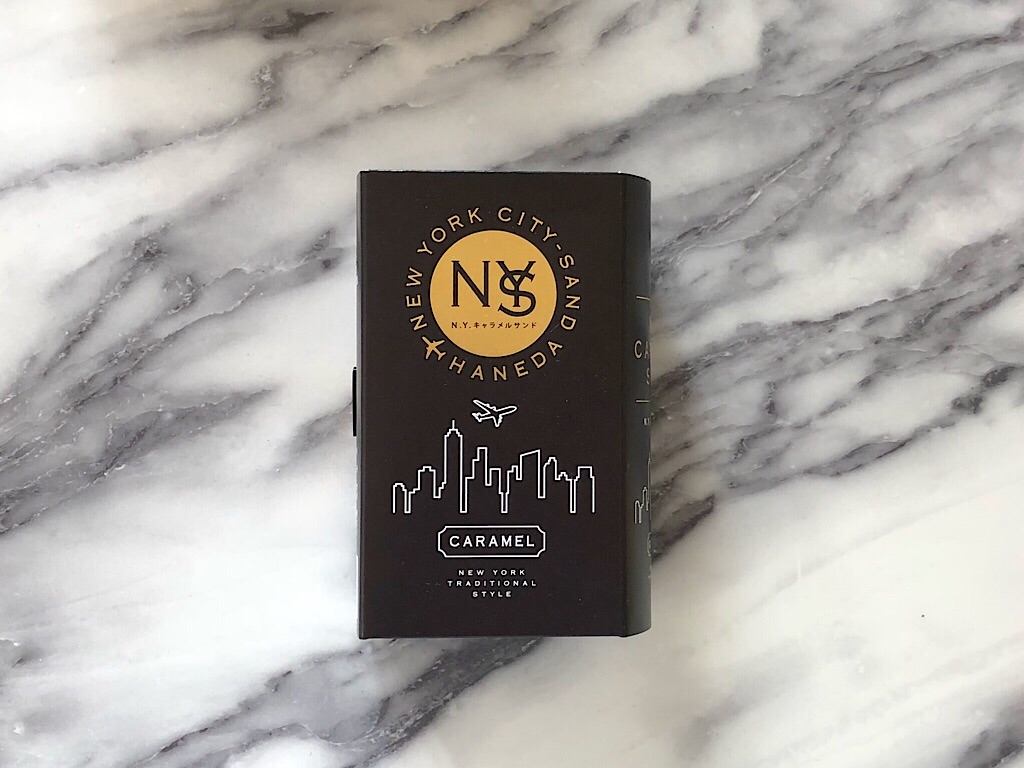 NEW YORK CITY-SAND
HANEDA
NYS
N.Y.キャラメルサンド
CARAMEL
NEW YORK
TRADITIONAL
STYLE